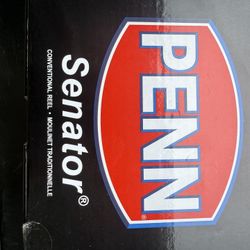 PENN®
Senator®
CONVENTIONAL REEL • MOULINET TRADITIONNELLE